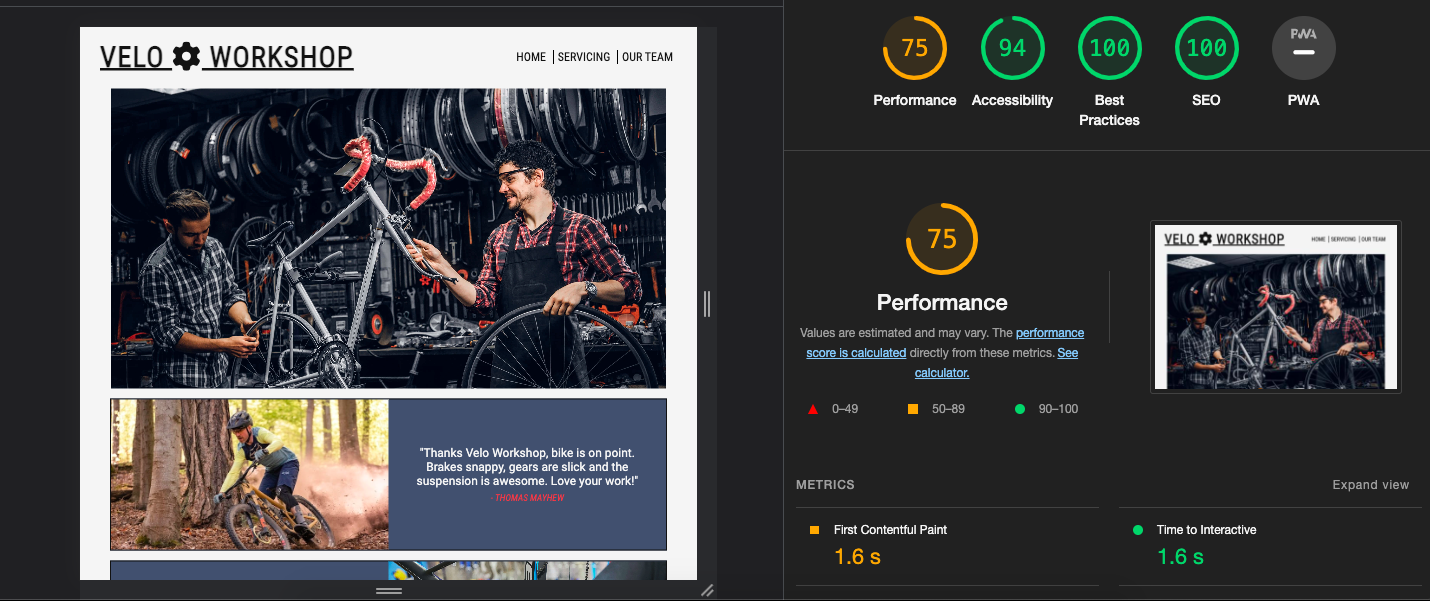 VELO WORKSHOP
HOME
SERVICING
OUR TEAM
"Thanks Velo Workshop, bike is on point.
Brakes snappy, gears are slick and the
suspension is awesome. Love your work!"
- THOMAS MAYHEW
75
94
100
100
PWA
Performance
Accessibility
Best
Practices
SEO
PWA
75
Performance
Values are estimated and may vary. The performance
score is calculated directly from these metrics. See
calculator.
0–49
50–89
90–100
VELO WORKSHOP
HOME
SERVICING
OUR TEAM
METRICS
Expand view
First Contentful Paint
1.6 s
Time to Interactive
1.6 s